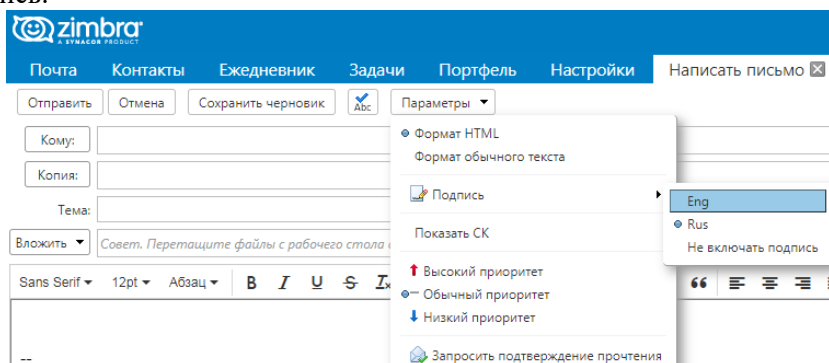 zimbra
A SYNACOR PRODUCT
Почта Контакты Ежедневник Задачи Портфель Настройки Написать письмо
Отправить Отмена Сохранить черновик Abc Параметры
Кому:
Копия:
Тема:
Вложить Совет. Перетащите файлы с рабочего стола
Sans Serif 12pt Абзац B I U S Ix
--
Формат HTML
Формат обычного текста
Подпись
Показать СК
Высокий приоритет
Обычный приоритет
Низкий приоритет
Запросить подтверждение прочтения
Eng
Rus
Не включать подпись